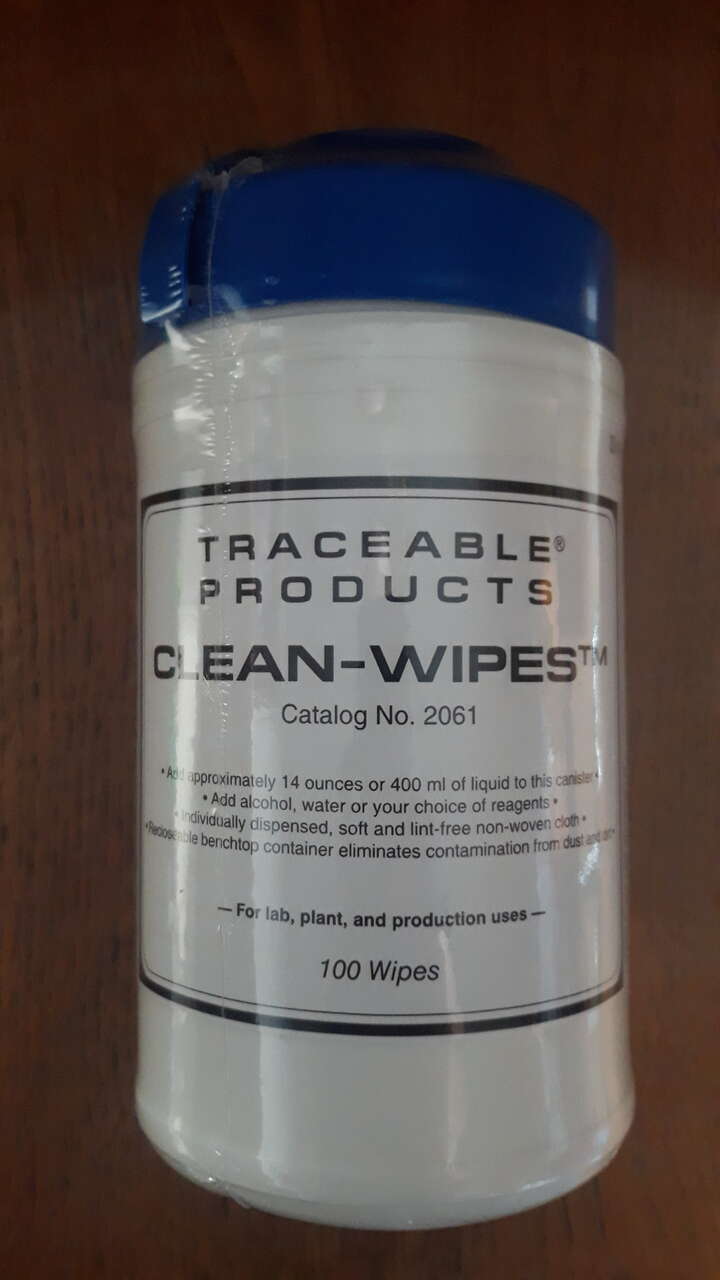 TRACEABLE®
PRODUCTS
CLEAN-WIPES™
Catalog No. 2061
• Add approximately 14 ounces or 400 ml of liquid to this canister •
• Add alcohol, water or your choice of reagents •
• Individually dispensed, soft and lint-free non-woven cloth •
• Recloseable benchtop container eliminates contamination from dust and dirt •
— For lab, plant, and production uses —
100 Wipes